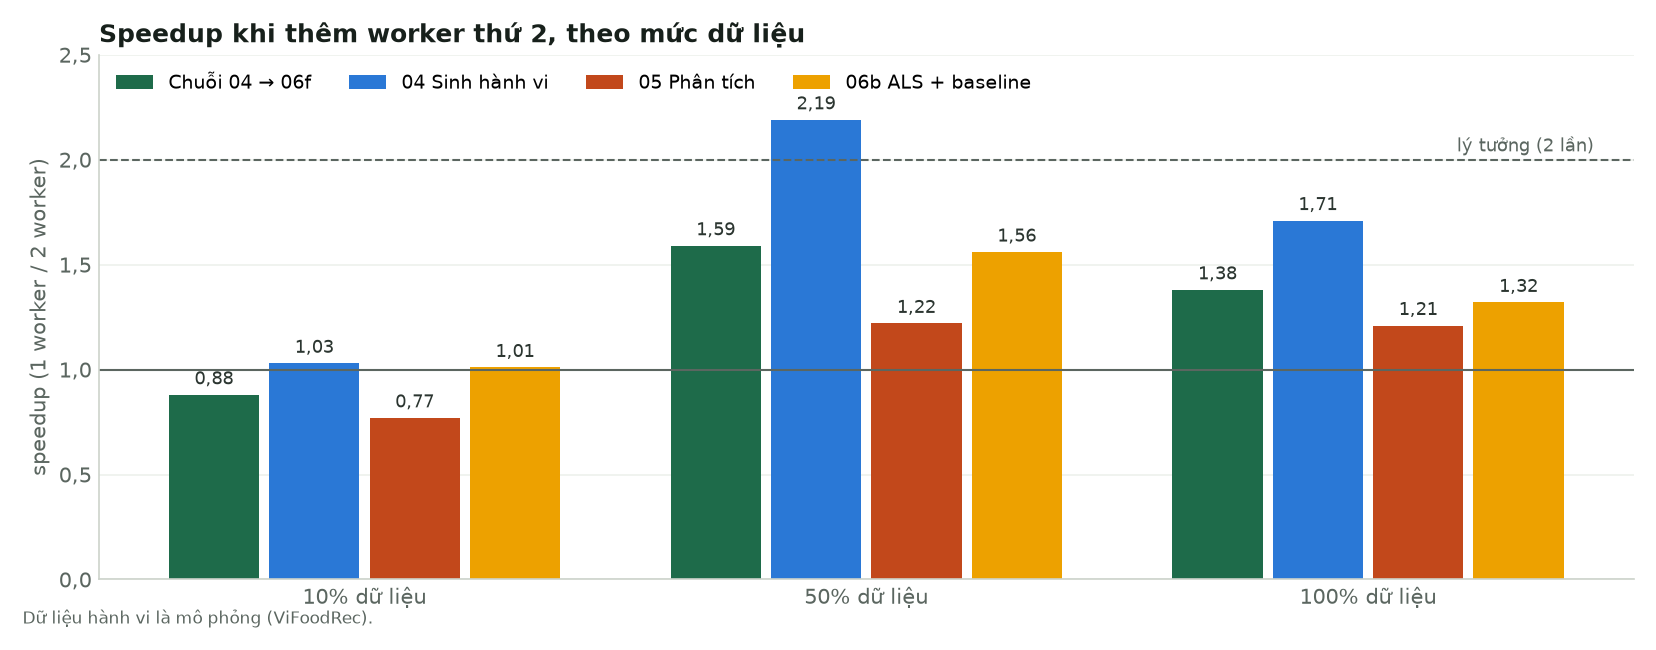 Speedup khi thêm worker thứ 2, theo mức dữ liệu
Chuỗi 04 → 06f
04 Sinh hành vi
05 Phân tích
06b ALS + baseline
speedup (1 worker / 2 worker)
2,5
2,0
1,5
1,0
0,5
0,0
lý tưởng (2 lần)
0,88
1,03
0,77
1,01
1,59
2,19
1,22
1,56
1,38
1,71
1,21
1,32
10% dữ liệu
50% dữ liệu
100% dữ liệu
Dữ liệu hành vi là mô phỏng (ViFoodRec).